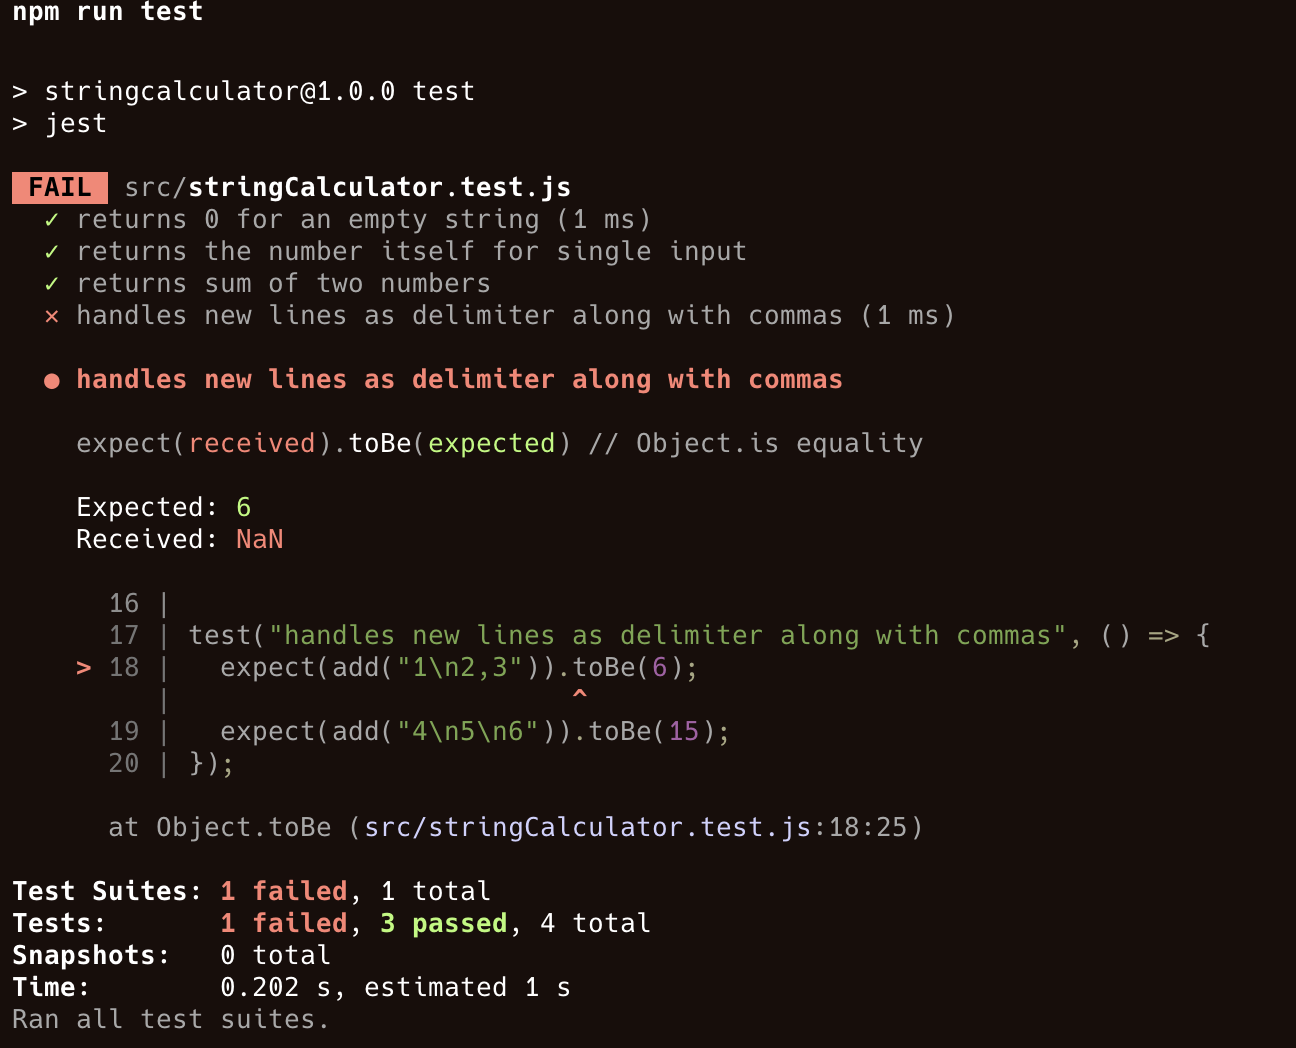 npm run test
> stringcalculator@1.0.0 test
> jest
FAIL src/stringCalculator.test.js
✓ returns 0 for an empty string (1 ms)
✓ returns the number itself for single input
✓ returns sum of two numbers
✕ handles new lines as delimiter along with commas (1 ms)
● handles new lines as delimiter along with commas
expect(received).toBe(expected) // Object.is equality
Expected: 6
Received: NaN
16 |
17 | test("handles new lines as delimiter along with commas", () => {
> 18 |   expect(add("1\n2,3")).toBe(6);
|                         ^
19 |   expect(add("4\n5\n6")).toBe(15);
20 | });
at Object.toBe (src/stringCalculator.test.js:18:25)
Test Suites: 1 failed, 1 total
Tests:       1 failed, 3 passed, 4 total
Snapshots:   0 total
Time:        0.202 s, estimated 1 s
Ran all test suites.